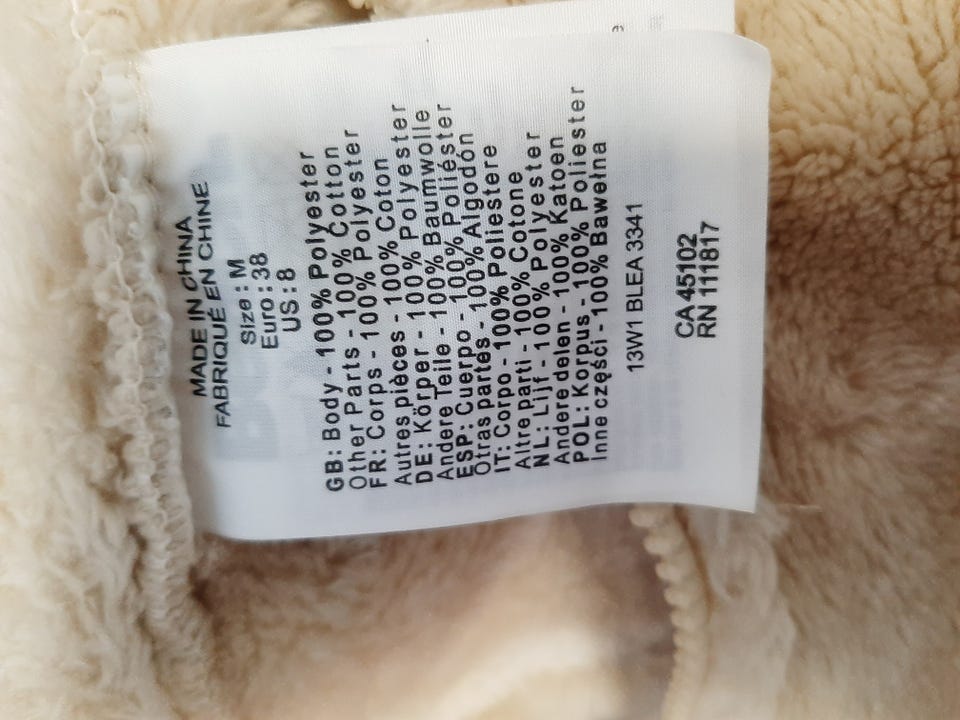 MADE IN CHINA
FABRIQUÉ EN CHINE
Size : M
Euro : 38
US : 8
GB: Body - 100% Polyester
Other Parts - 100% Cotton
FR: Corps - 100% Polyester
Autres pièces - 100% Coton
DE: Körper - 100% Polyester
Andere Teile - 100% Baumwolle
ESP: Cuerpo - 100% Poliéster
Otras partes - 100% Algodón
IT: Corpo - 100% Poliestere
Altre parti - 100% Cotone
NL: Lijf - 100% Polyester
Andere delen - 100% Katoen
POL: Korpus - 100% Poliester
Inne części - 100% Bawełna
13W1 BLEA 3341
CA 45102
RN 111817